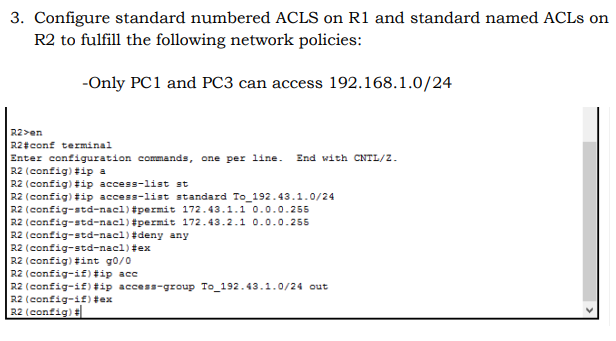 3. Configure standard numbered ACLS on R1 and standard named ACLs on
R2 to fulfill the following network policies:
-Only PC1 and PC3 can access 192.168.1.0/24
R2>en
R2#conf terminal
Enter configuration commands, one per line. End with CNTL/Z.
R2(config)#ip a
R2(config)#ip access-list st
R2(config)#ip access-list standard To_192.43.1.0/24
R2(config-std-nacl)#permit 172.43.1.1 0.0.0.255
R2(config-std-nacl)#permit 172.43.2.1 0.0.0.255
R2(config-std-nacl)#deny any
R2(config-std-nacl)#ex
R2(config)#int g0/0
R2(config-if)#ip acc
R2(config-if)#ip access-group To_192.43.1.0/24 out
R2(config-if)#ex
R2(config)#